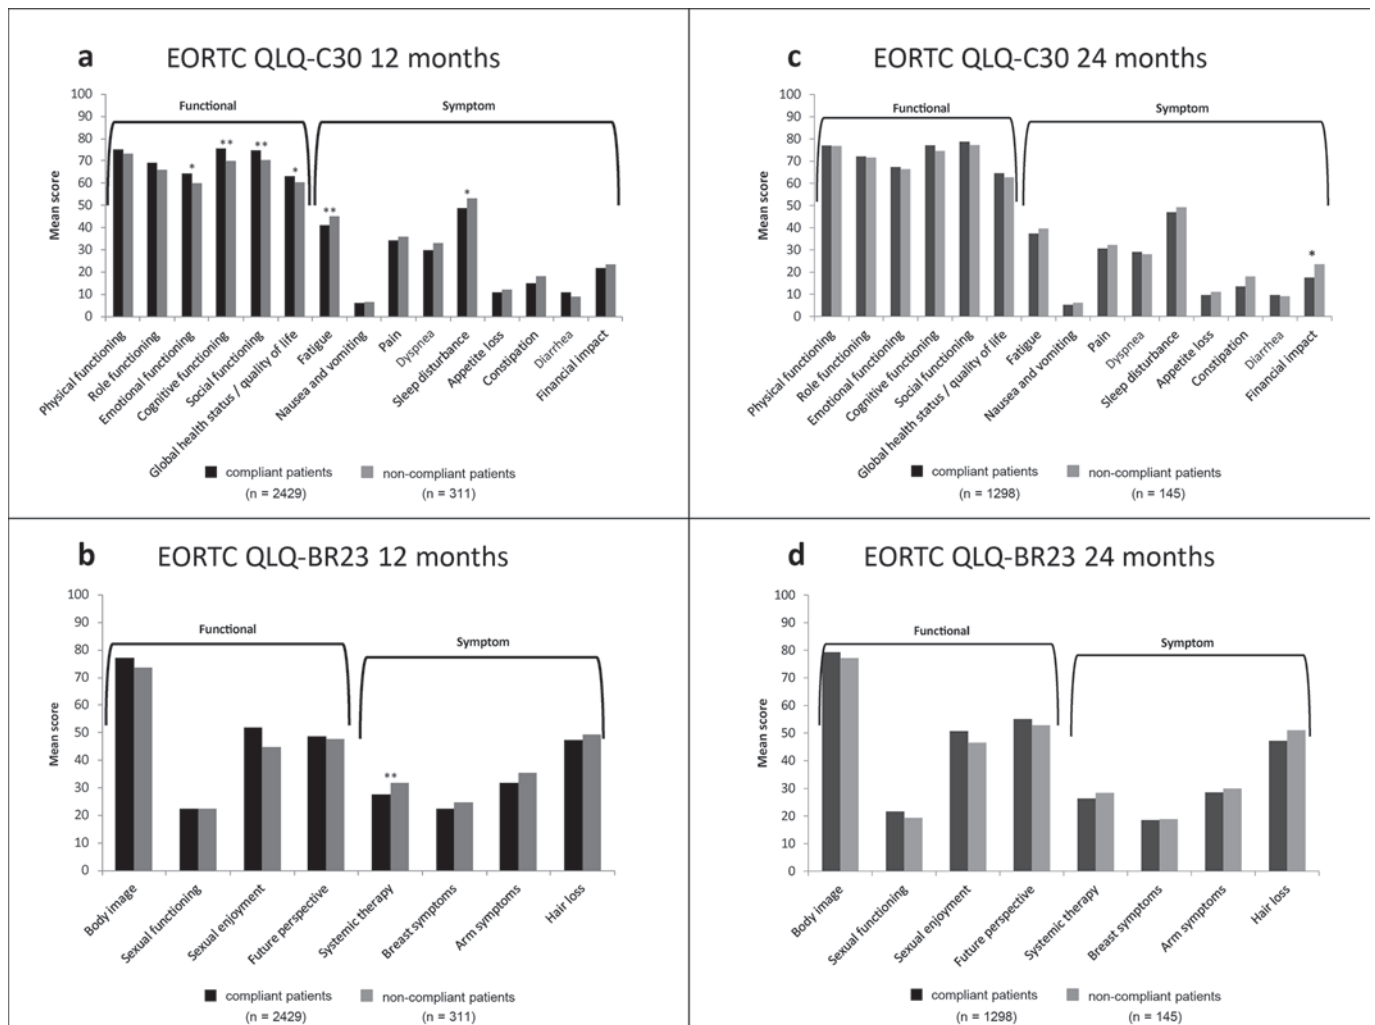 a EORTC QLQ-C30 12 months
Functional
Symptom
Mean score
100
90
80
70
60
50
40
30
20
10
0
*
**
**
*
**
*
Physical functioning
Role functioning
Emotional functioning
Cognitive functioning
Social functioning
Global health status / quality of life
Fatigue
Nausea and vomiting
Pain
Dyspnea
Sleep disturbance
Appetite loss
Constipation
Diarrhea
Financial impact
compliant patients non-compliant patients
(n = 2429) (n = 311)
c EORTC QLQ-C30 24 months
Functional
Symptom
Mean score
100
90
80
70
60
50
40
30
20
10
0
*
Physical functioning
Role functioning
Emotional functioning
Cognitive functioning
Social functioning
Global health status / quality of life
Fatigue
Nausea and vomiting
Pain
Dyspnea
Sleep disturbance
Appetite loss
Constipation
Diarrhea
Financial impact
compliant patients non-compliant patients
(n = 1298) (n = 145)
b EORTC QLQ-BR23 12 months
Functional
Symptom
Mean score
100
90
80
70
60
50
40
30
20
10
0
**
Body image
Sexual functioning
Sexual enjoyment
Future perspective
Systemic therapy
Breast symptoms
Arm symptoms
Hair loss
compliant patients non-compliant patients
(n = 2429) (n = 311)
d EORTC QLQ-BR23 24 months
Functional
Symptom
Mean score
100
90
80
70
60
50
40
30
20
10
0
Body image
Sexual functioning
Sexual enjoyment
Future perspective
Systemic therapy
Breast symptoms
Arm symptoms
Hair loss
compliant patients non-compliant patients
(n = 1298) (n = 145)